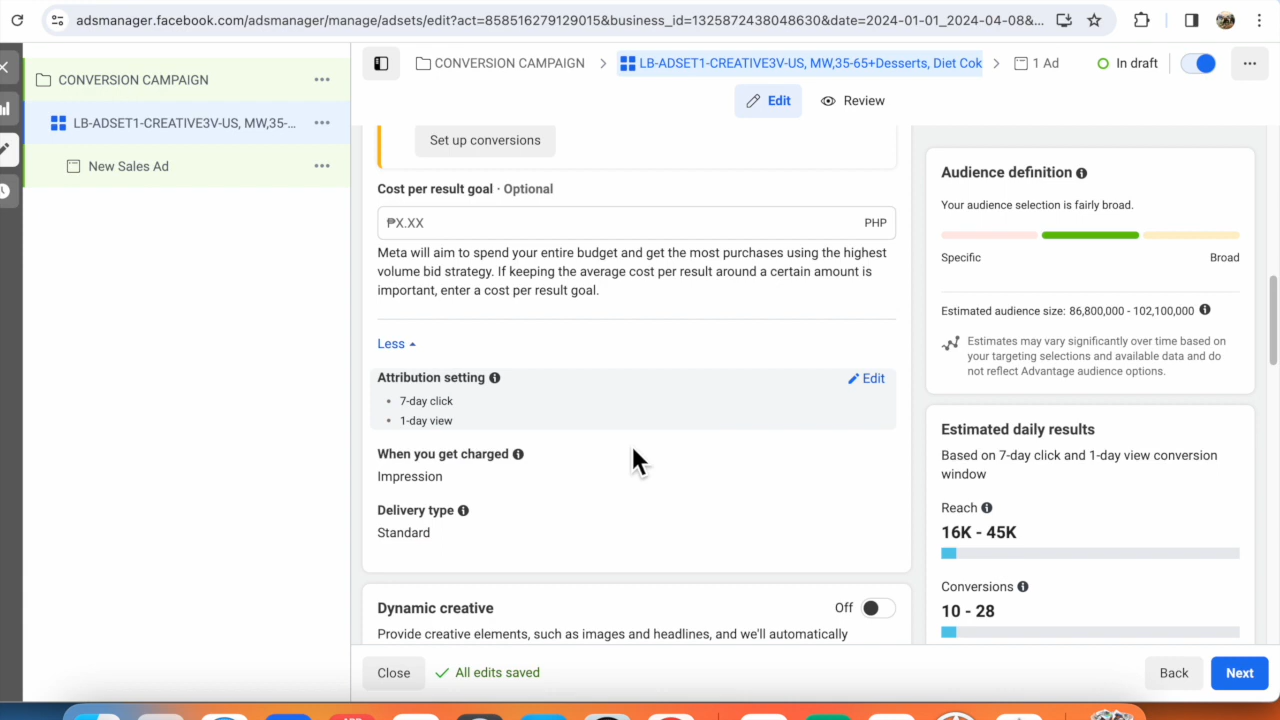 adsmanager.facebook.com/adsmanager/manage/adsets/edit?act=858516279129015&business_id=1325872438048630&date=2024-01-01_2024-04-08&...
CONVERSION CAMPAIGN
LB-ADSET1-CREATIVE3V-US, MW,35-...
New Sales Ad
CONVERSION CAMPAIGN
LB-ADSET1-CREATIVE3V-US, MW,35-65+Desserts, Diet Cok
1 Ad
In draft
Edit
Review
Set up conversions
Cost per result goal · Optional
₱X.XX
PHP
Meta will aim to spend your entire budget and get the most purchases using the highest
volume bid strategy. If keeping the average cost per result around a certain amount is
important, enter a cost per result goal.
Less
Attribution setting
Edit
7-day click
1-day view
When you get charged
Impression
Delivery type
Standard
Dynamic creative
Off
Provide creative elements, such as images and headlines, and we'll automatically
Audience definition
Your audience selection is fairly broad.
Specific
Broad
Estimated audience size: 86,800,000 - 102,100,000
Estimates may vary significantly over time based on
your targeting selections and available data and do
not reflect Advantage audience options.
Estimated daily results
Based on 7-day click and 1-day view conversion
window
Reach
16K - 45K
Conversions
10 - 28
Close
All edits saved
Back
Next